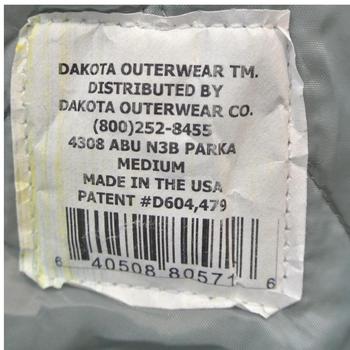 DAKOTA OUTERWEAR TM.
DISTRIBUTED BY
DAKOTA OUTERWEAR CO.
(800)252-8455
4308 ABU N3B PARKA
MEDIUM
MADE IN THE USA
PATENT #D604,479
6 40508 80571 6